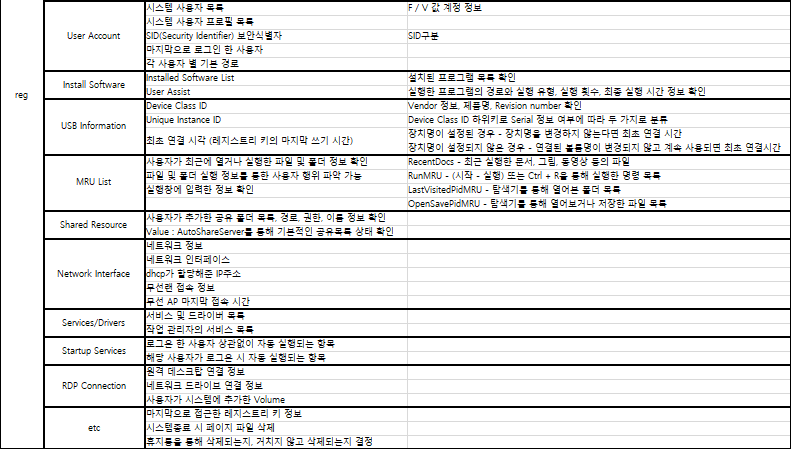 reg
User Account
시스템 사용자 목록
F / V 값 계정 정보
시스템 사용자 프로필 목록
SID(Security Identifier) 보안식별자
SID구분
마지막으로 로그인 한 사용자
각 사용자 별 기본 경로
Install Software
Installed Software List
설치된 프로그램 목록 확인
User Assist
실행한 프로그램의 경로와 실행 유형, 실행 횟수, 최종 실행 시간 정보 확인
USB Information
Device Class ID
Vendor 정보, 제품명, Revision number 확인
Unique Instance ID
Device Class ID 하위키로 Serial 정보 여부에 따라 두 가지로 분류
최초 연결 시각 (레지스트리 키의 마지막 쓰기 시간)
장치명이 설정된 경우 - 장치명을 변경하지 않는다면 최초 연결 시간
장치명이 설정되지 않은 경우 - 연결된 볼륨명이 변경되지 않고 계속 사용되면 최초 연결시간
MRU List
사용자가 최근에 열거나 실행한 파일 및 폴더 정보 확인
RecentDocs - 최근 실행한 문서, 그림, 동영상 등의 파일
파일 및 폴더 실행 정보를 통한 사용자 행위 파악 가능
RunMRU - (시작 - 실행) 또는 Ctrl + R을 통해 실행한 명령 목록
실행창에 입력한 정보 확인
LastVisitedPidMRU - 탐색기를 통해 열어본 폴더 목록
OpenSavePidMRU - 탐색기를 통해 열어보거나 저장한 파일 목록
Shared Resource
사용자가 추가한 공유 폴더 목록, 경로, 권한, 이름 정보 확인
Value : AutoShareServer를 통해 기본적인 공유목록 상태 확인
Network Interface
네트워크 정보
네트워크 인터페이스
dhcp가 할당해준 IP주소
무선랜 접속 정보
무선 AP 마지막 접속 시간
Services/Drivers
서비스 및 드라이버 목록
작업 관리자의 서비스 목록
Startup Services
로그온 한 사용자 상관없이 자동 실행되는 항목
해당 사용자가 로그온 시 자동 실행되는 항목
RDP Connection
원격 데스크탑 연결 정보
네트워크 드라이브 연결 정보
사용자가 시스템에 추가한 Volume
etc
마지막으로 접근한 레지스트리 키 정보
시스템종료 시 페이지 파일 삭제
휴지통을 통해 삭제되는지, 거치지 않고 삭제되는지 결정